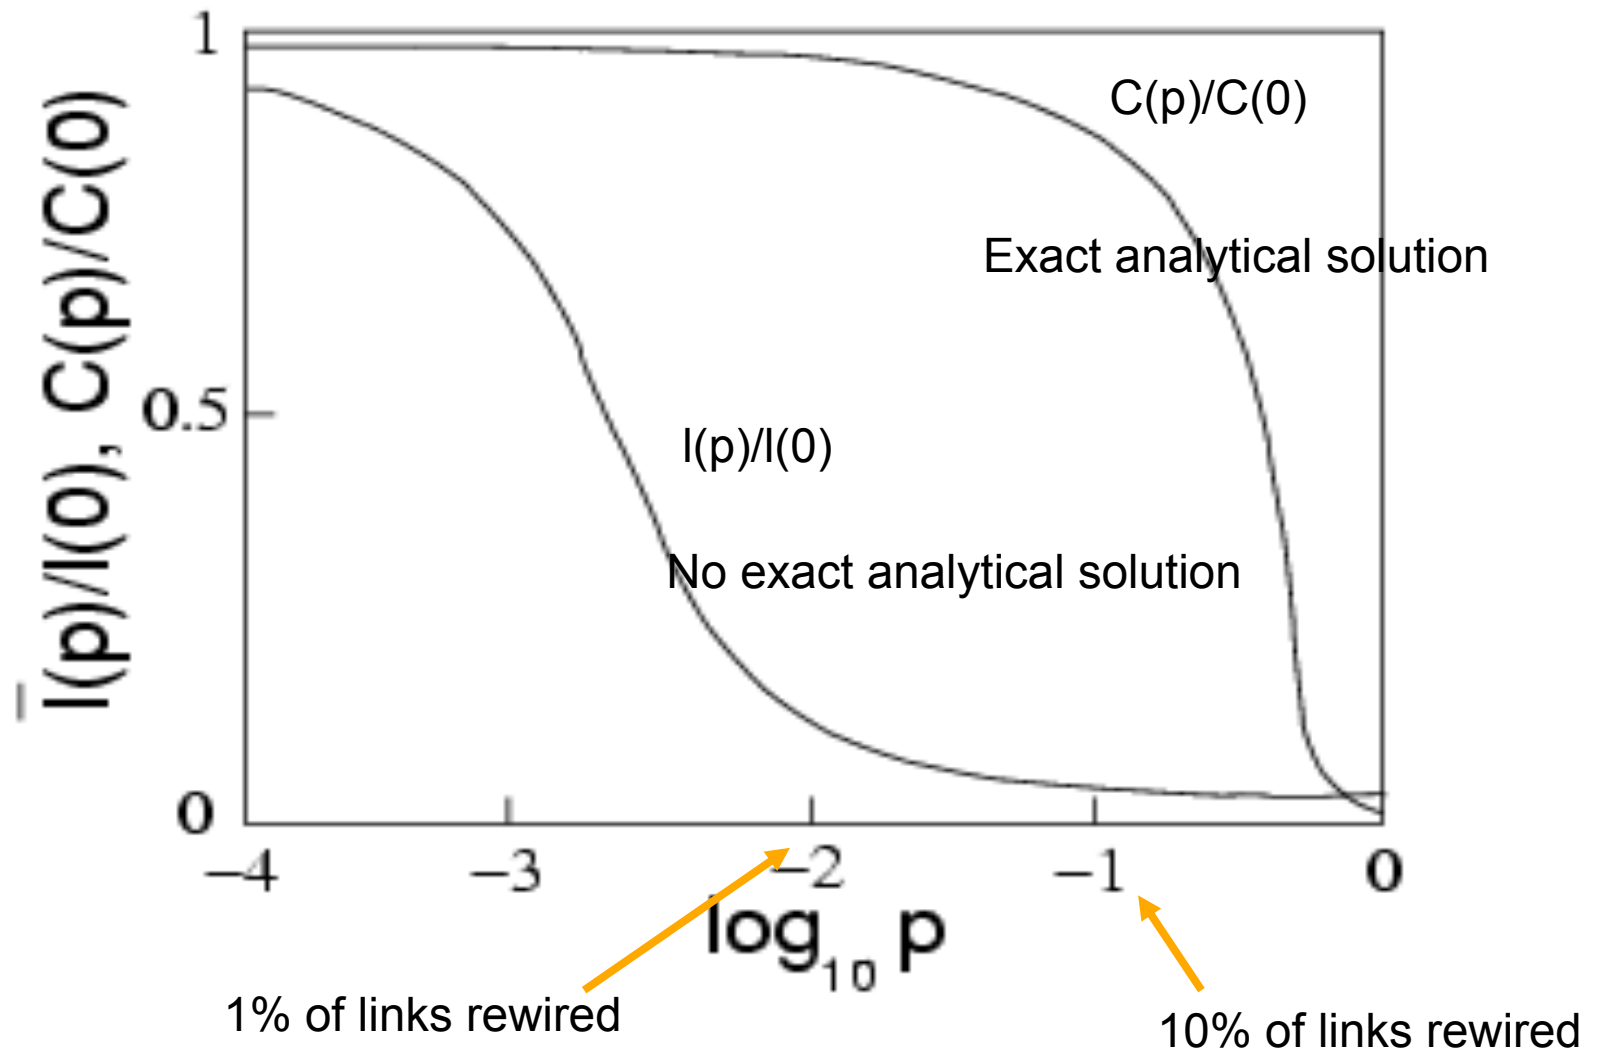 1
C(p)/C(0)
Exact analytical solution
l(p)/l(0), C(p)/C(0)
0.5
l(p)/l(0)
No exact analytical solution
0
−4
−3
−2
−1
0
log₁₀ p
1% of links rewired
10% of links rewired